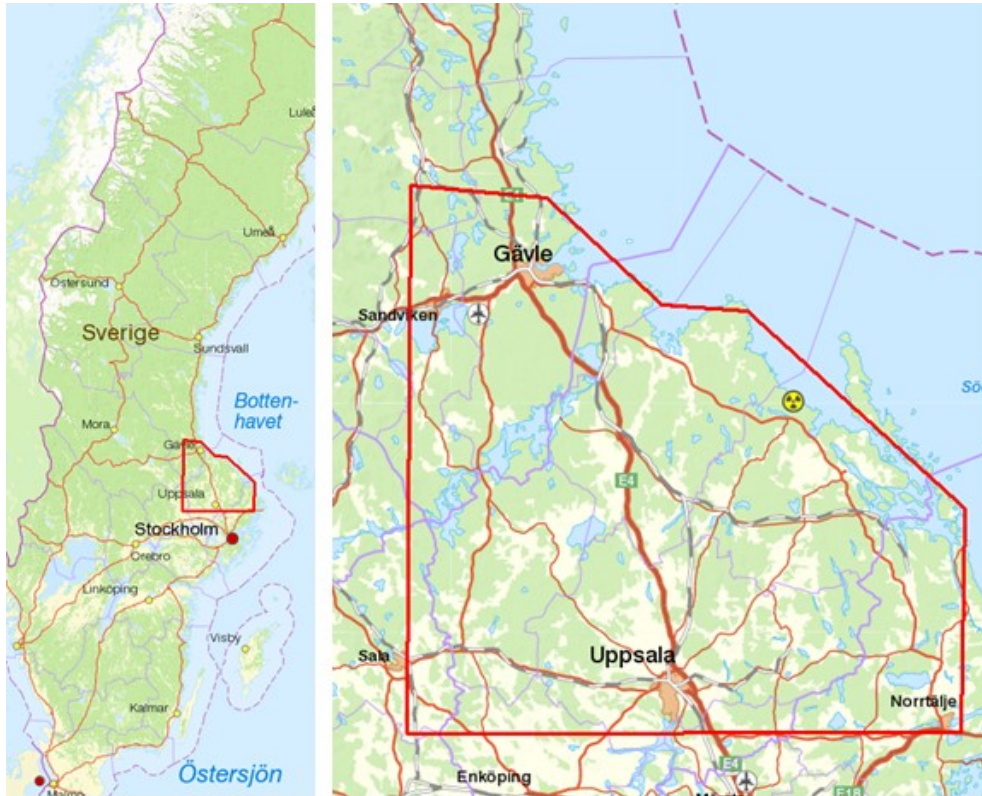 Luleå
Umeå
Östersund
Sverige
Sundsvall
Botten-
havet
Mora
Gävle
Uppsala
Stockholm
Örebro
Linköping
Visby
Kalmar
Östersjön
Malmö
E4
Gävle
Sandviken
E4
Uppsala
Sala
Norrtälje
E4
Enköping
E18